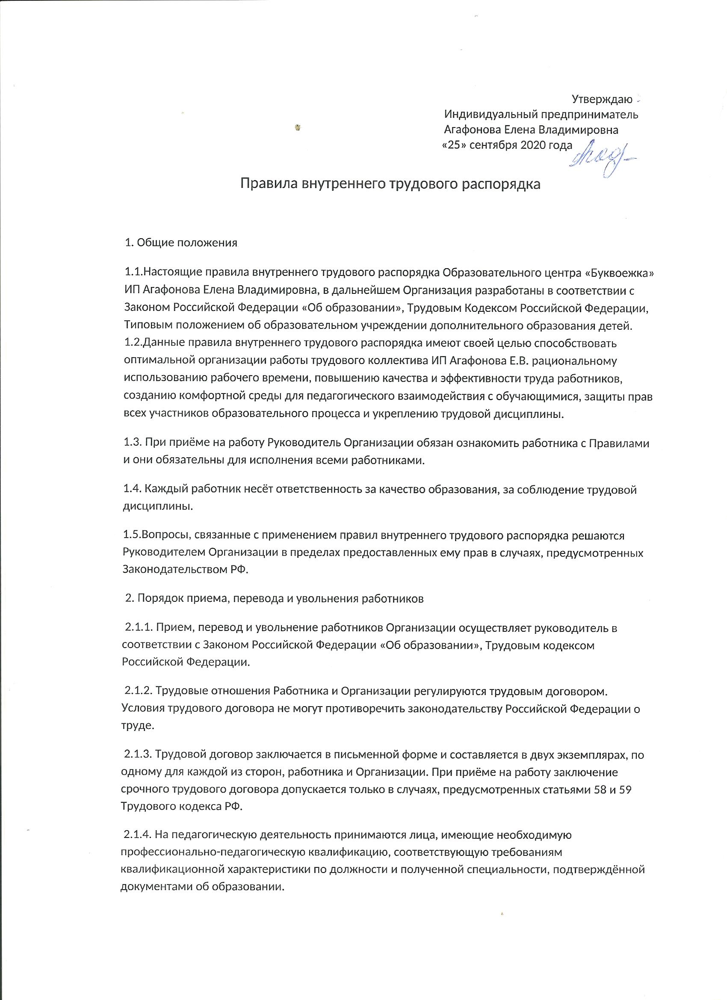 Утверждаю
Индивидуальный предприниматель
Агафонова Елена Владимировна
«25» сентября 2020 года
Правила внутреннего трудового распорядка
1. Общие положения
1.1.Настоящие правила внутреннего трудового распорядка Образовательного центра «Буквоежка»
ИП Агафонова Елена Владимировна, в дальнейшем Организация разработаны в соответствии с
Законом Российской Федерации «Об образовании», Трудовым Кодексом Российской Федерации,
Типовым положением об образовательном учреждении дополнительного образования детей.
1.2.Данные правила внутреннего трудового распорядка имеют своей целью способствовать
оптимальной организации работы трудового коллектива ИП Агафонова Е.В. рациональному
использованию рабочего времени, повышению качества и эффективности труда работников,
созданию комфортной среды для педагогического взаимодействия с обучающимися, защиты прав
всех участников образовательного процесса и укреплению трудовой дисциплины.
1.3. При приёме на работу Руководитель Организации обязан ознакомить работника с Правилами
и они обязательны для исполнения всеми работниками.
1.4. Каждый работник несёт ответственность за качество образования, за соблюдение трудовой
дисциплины.
1.5.Вопросы, связанные с применением правил внутреннего трудового распорядка решаются
Руководителем Организации в пределах предоставленных ему прав в случаях, предусмотренных
Законодательством РФ.
2. Порядок приема, перевода и увольнения работников
2.1.1. Прием, перевод и увольнение работников Организации осуществляет руководитель в
соответствии с Законом Российской Федерации «Об образовании», Трудовым кодексом
Российской Федерации.
2.1.2. Трудовые отношения Работника и Организации регулируются трудовым договором.
Условия трудового договора не могут противоречить законодательству Российской Федерации о
труде.
2.1.3. Трудовой договор заключается в письменной форме и составляется в двух экземплярах, по
одному для каждой из сторон, работника и Организации. При приёме на работу заключение
срочного трудового договора допускается только в случаях, предусмотренных статьями 58 и 59
Трудового кодекса РФ.
2.1.4. На педагогическую деятельность принимаются лица, имеющие необходимую
профессионально-педагогическую квалификацию, соответствующую требованиям
квалификационной характеристики по должности и полученной специальности, подтверждённой
документами об образовании.